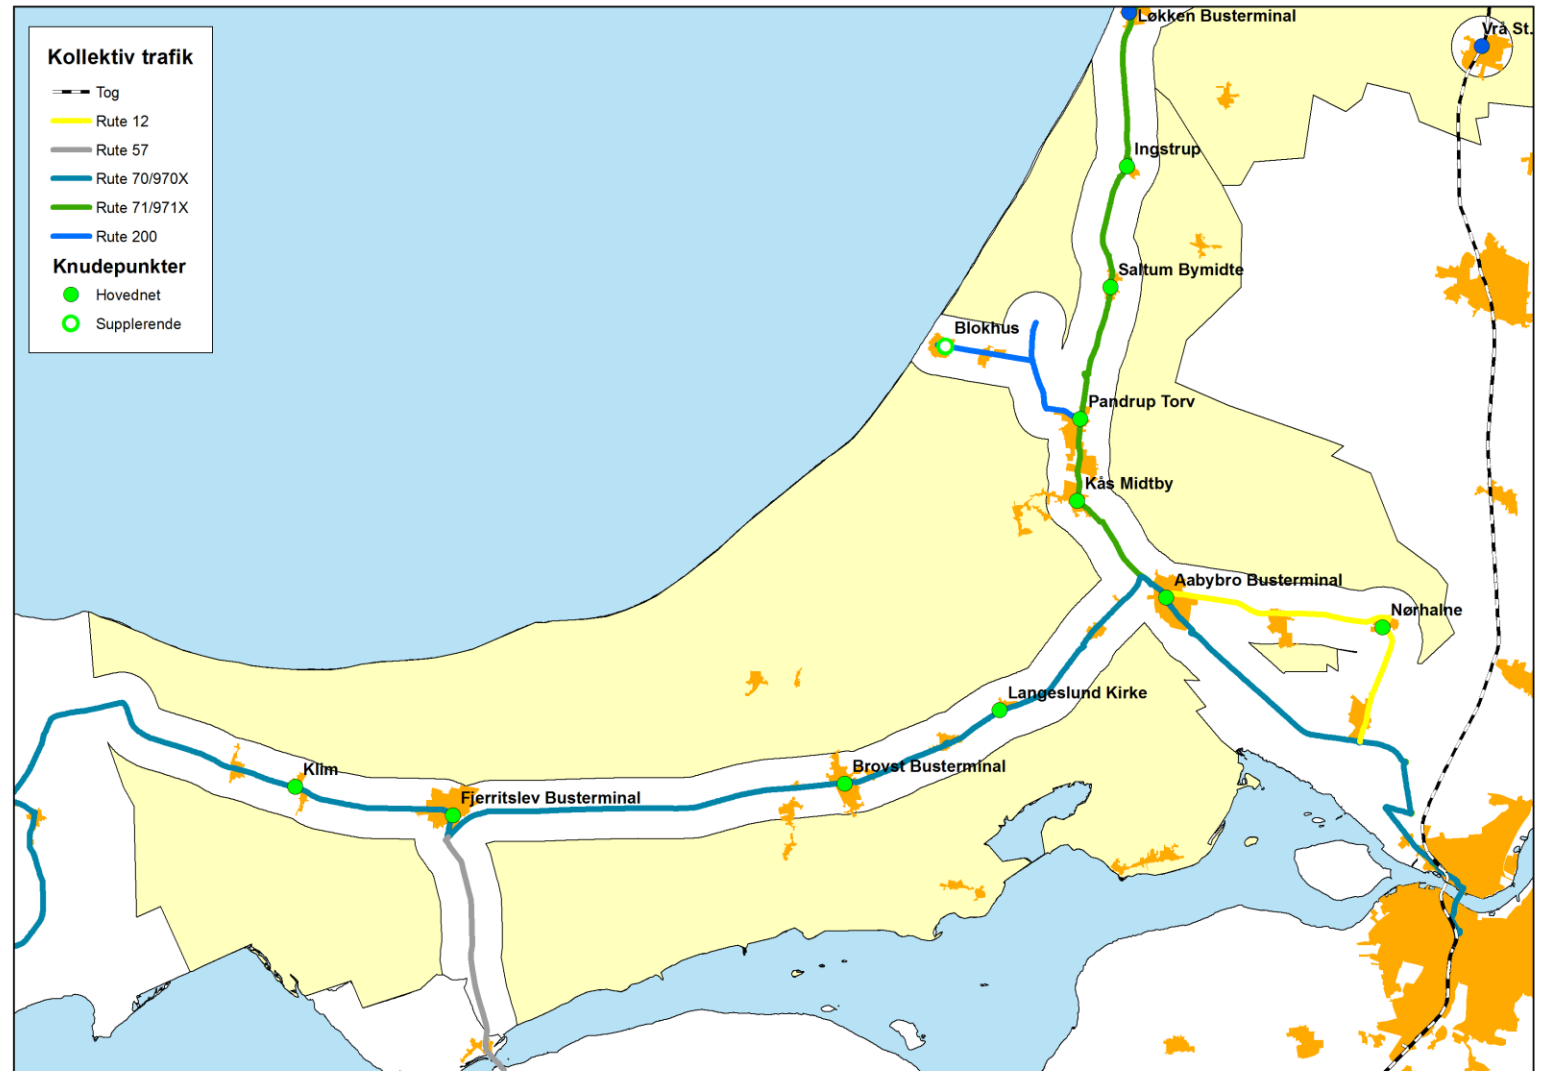 Kollektiv trafik
Tog
Rute 12
Rute 57
Rute 70/970X
Rute 71/971X
Rute 200
Knudepunkter
Hovednet
Supplerende
Løkken Busterminal
Vrå St.
Ingstrup
Saltum Bymidte
Blokhus
Pandrup Torv
Kås Midtby
Aabybro Busterminal
Nørhalne
Langeslund Kirke
Klim
Brovst Busterminal
Fjerritslev Busterminal